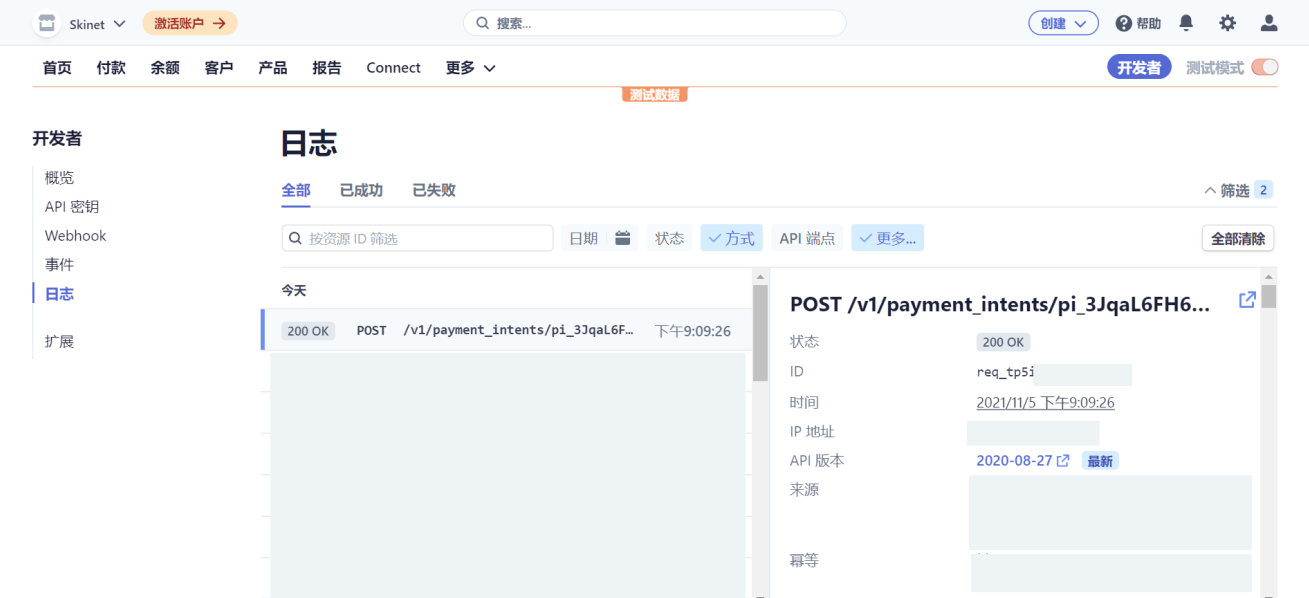 Skinet 激活账户 → 搜索... 创建 帮助
首页 付款 余额 客户 产品 报告 Connect 更多 开发者 测试模式
测试数据
开发者
概览
API 密钥
Webhook
事件
日志
扩展
日志
全部 已成功 已失败 筛选 2
按资源 ID 筛选 日期 状态 方式 API 端点 更多... 全部清除
今天
200 OK POST /v1/payment_intents/pi_3JqaL6F… 下午9:09:26
POST /v1/payment_intents/pi_3JqaL6FH6...
状态 200 OK
ID req_tp5i
时间 2021/11/5 下午9:09:26
IP 地址
API 版本 2020-08-27 最新
来源
幂等